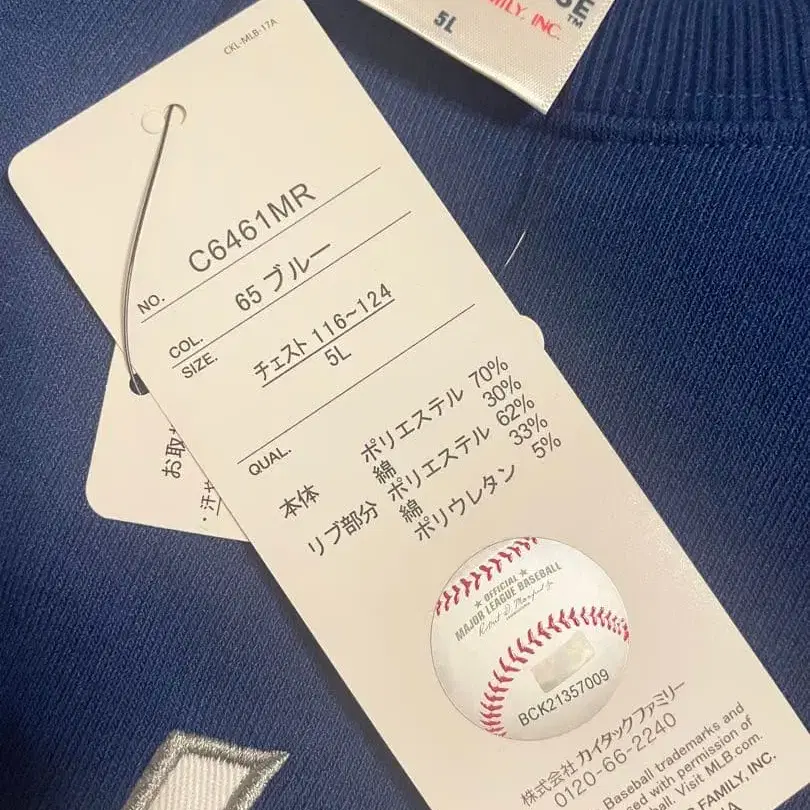 SE™
FAMILY, INC.
5L
CKL-MLB-17A
NO. C6461MR
COL. 65 ブルー
SIZE. チェスト 116~124
5L
QUAL.
本体 ポリエステル 70%
綿 30%
リブ部分 ポリエステル 62%
綿 33%
ポリウレタン 5%
お取
・汗や
★ OFFICIAL ★
MAJOR LEAGUE BASEBALL
BCK21357009
株式会社 カイタックファミリー
0120-66-2240
Baseball trademarks and
with permission of
Visit MLB.com.
FAMILY, INC.